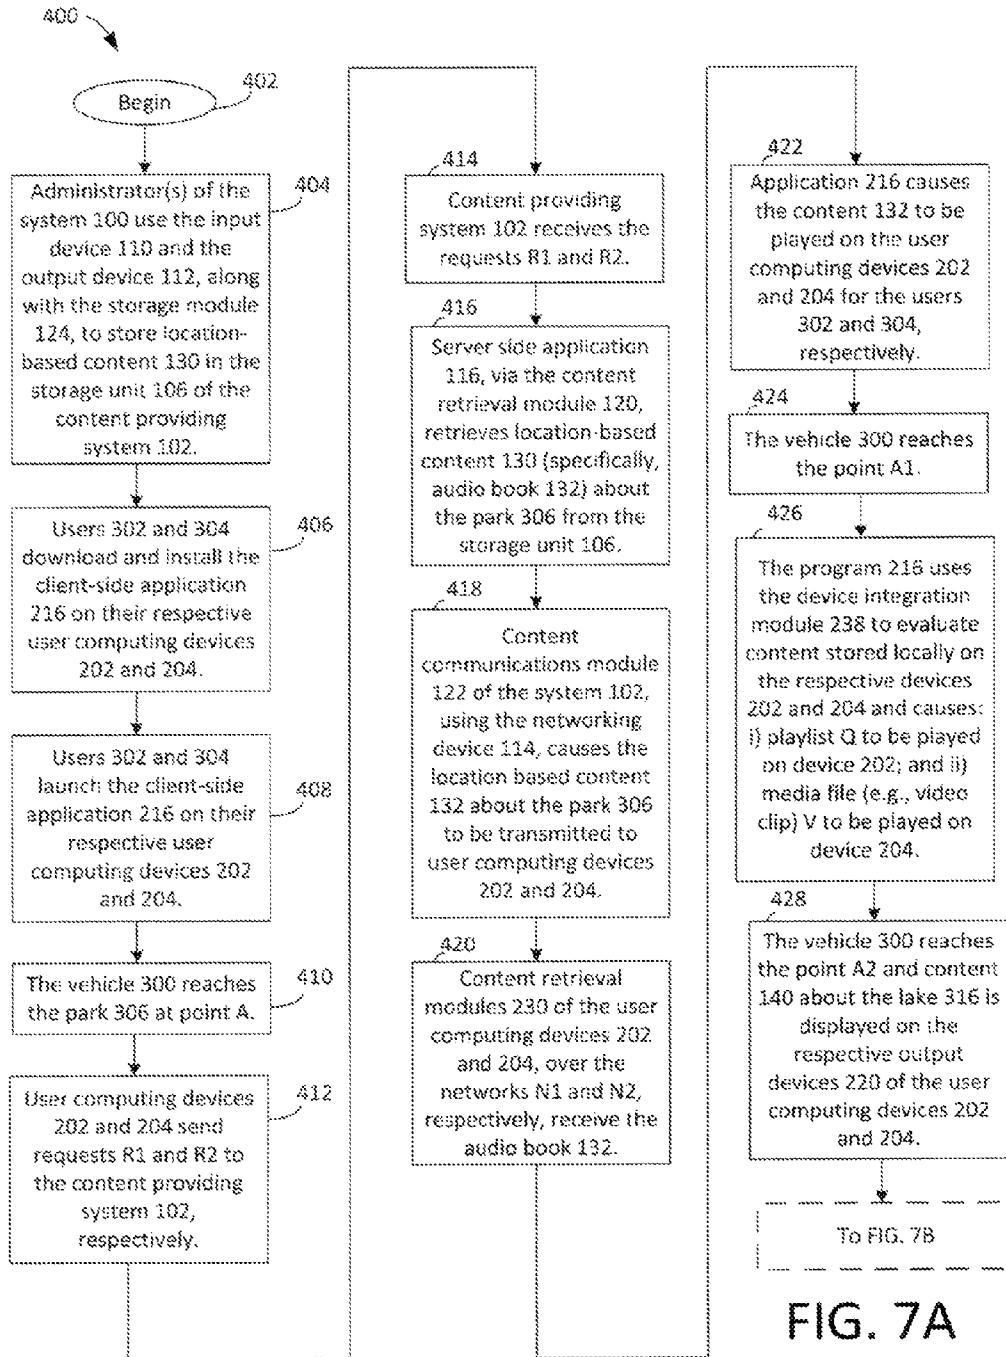 400
Begin
402
404
Administrator(s) of the
system 100 use the input
device 110 and the
output device 112, along
with the storage module
124, to store location-
based content 130 in the
storage unit 106 of the
content providing
system 102.
406
Users 302 and 304
download and install the
client-side application
216 on their respective
user computing devices
202 and 204.
408
Users 302 and 304
launch the client-side
application 216 on their
respective user
computing devices 202
and 204.
410
The vehicle 300 reaches
the park 306 at point A.
412
User computing devices
202 and 204 send
requests R1 and R2 to
the content providing
system 102,
respectively.
414
Content providing
system 102 receives the
requests R1 and R2.
416
Server side application
116, via the content
retrieval module 120,
retrieves location-based
content 130 (specifically,
audio book 132) about
the park 306 from the
storage unit 106.
418
Content
communications module
122 of the system 102,
using the networking
device 114, causes the
location based content
132 about the park 306
to be transmitted to
user computing devices
202 and 204.
420
Content retrieval
modules 230 of the user
computing devices 202
and 204, over the
networks N1 and N2,
respectively, receive the
audio book 132.
422
Application 216 causes
the content 132 to be
played on the user
computing devices 202
and 204 for the users
302 and 304,
respectively.
424
The vehicle 300 reaches
the point A1.
426
The program 216 uses
the device integration
module 238 to evaluate
content stored locally on
the respective devices
202 and 204 and causes:
i) playlist Q to be played
on device 202; and ii)
media file (e.g., video
clip) V to be played on
device 204.
428
The vehicle 300 reaches
the point A2 and content
140 about the lake 316 is
displayed on the
respective output
devices 220 of the user
computing devices 202
and 204.
To FIG. 7B
FIG. 7A